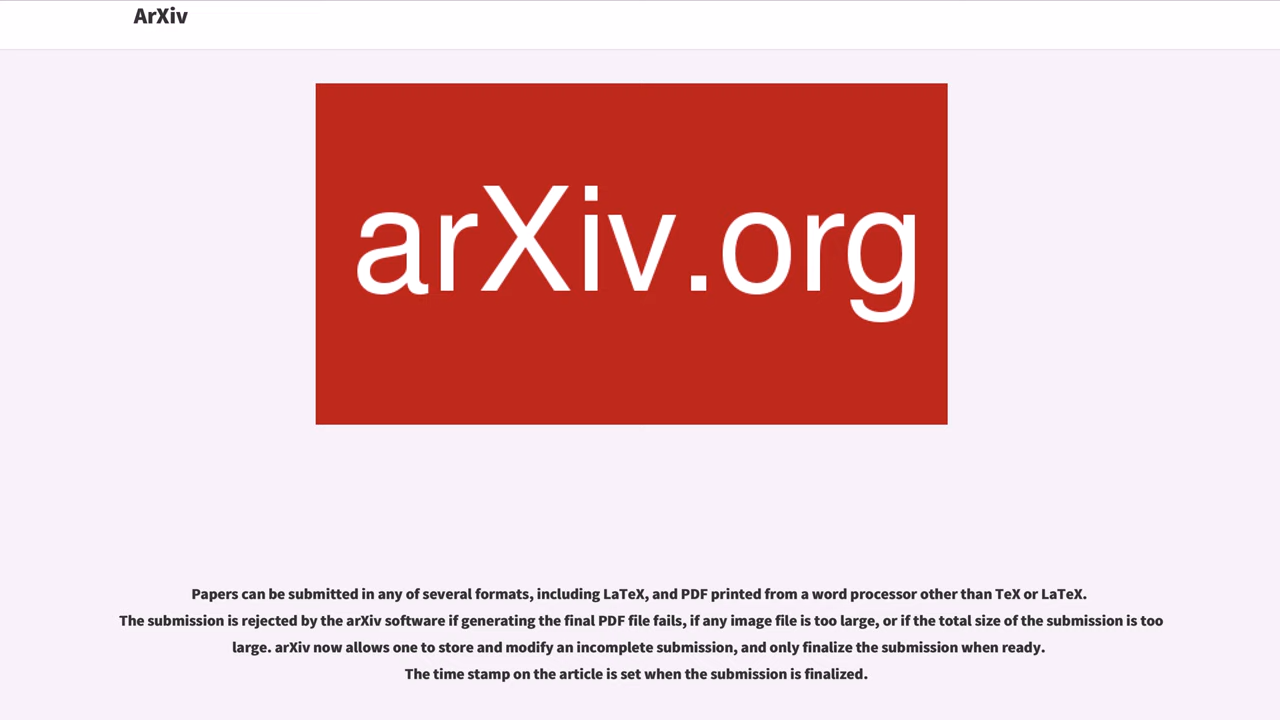 ArXiv
arXiv.org
Papers can be submitted in any of several formats, including LaTeX, and PDF printed from a word processor other than TeX or LaTeX.
The submission is rejected by the arXiv software if generating the final PDF file fails, if any image file is too large, or if the total size of the submission is too
large. arXiv now allows one to store and modify an incomplete submission, and only finalize the submission when ready.
The time stamp on the article is set when the submission is finalized.